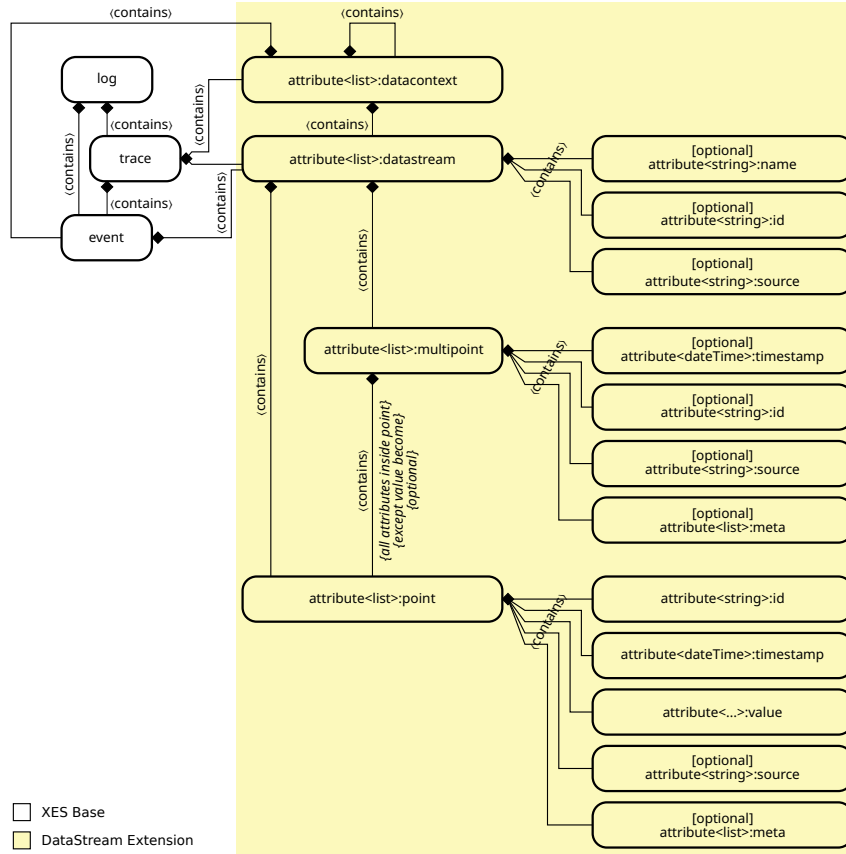 ⟨contains⟩
⟨contains⟩
log
attribute<list>:datacontext
⟨contains⟩
⟨contains⟩
⟨contains⟩
⟨contains⟩
trace
attribute<list>:datastream
⟨contains⟩
[optional]
attribute<string>:name
⟨contains⟩
⟨contains⟩
[optional]
attribute<string>:id
event
[optional]
attribute<string>:source
⟨contains⟩
attribute<list>:multipoint
⟨contains⟩
[optional]
attribute<dateTime>:timestamp
[optional]
attribute<string>:id
⟨contains⟩
[optional]
attribute<string>:source
⟨contains⟩
{all attributes inside point}
{except value become}
{optional}
[optional]
attribute<list>:meta
attribute<list>:point
⟨contains⟩
attribute<string>:id
attribute<dateTime>:timestamp
attribute<...>:value
[optional]
attribute<string>:source
[optional]
attribute<list>:meta
XES Base
DataStream Extension